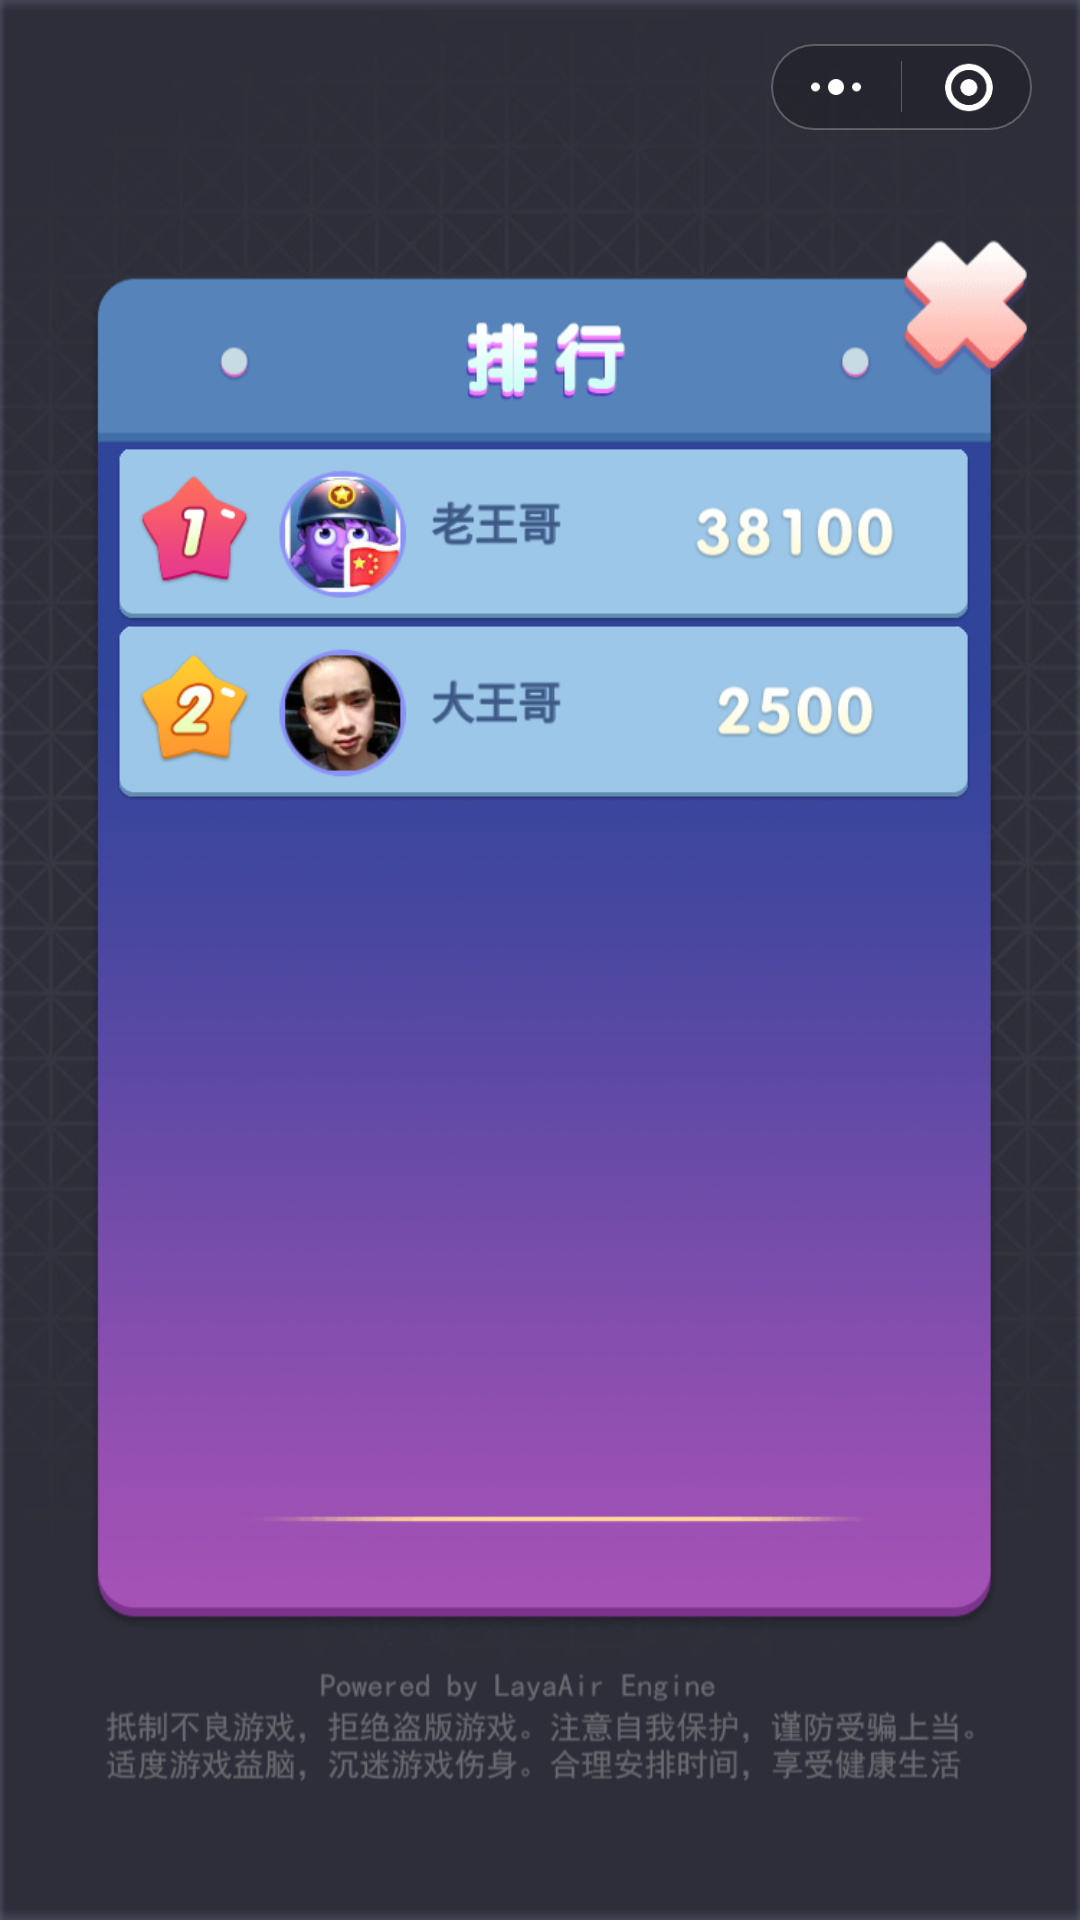 排行
1 老王哥 38100
2 大王哥 2500
Powered by LayaAir Engine
抵制不良游戏，拒绝盗版游戏。注意自我保护，谨防受骗上当。
适度游戏益脑，沉迷游戏伤身。合理安排时间，享受健康生活